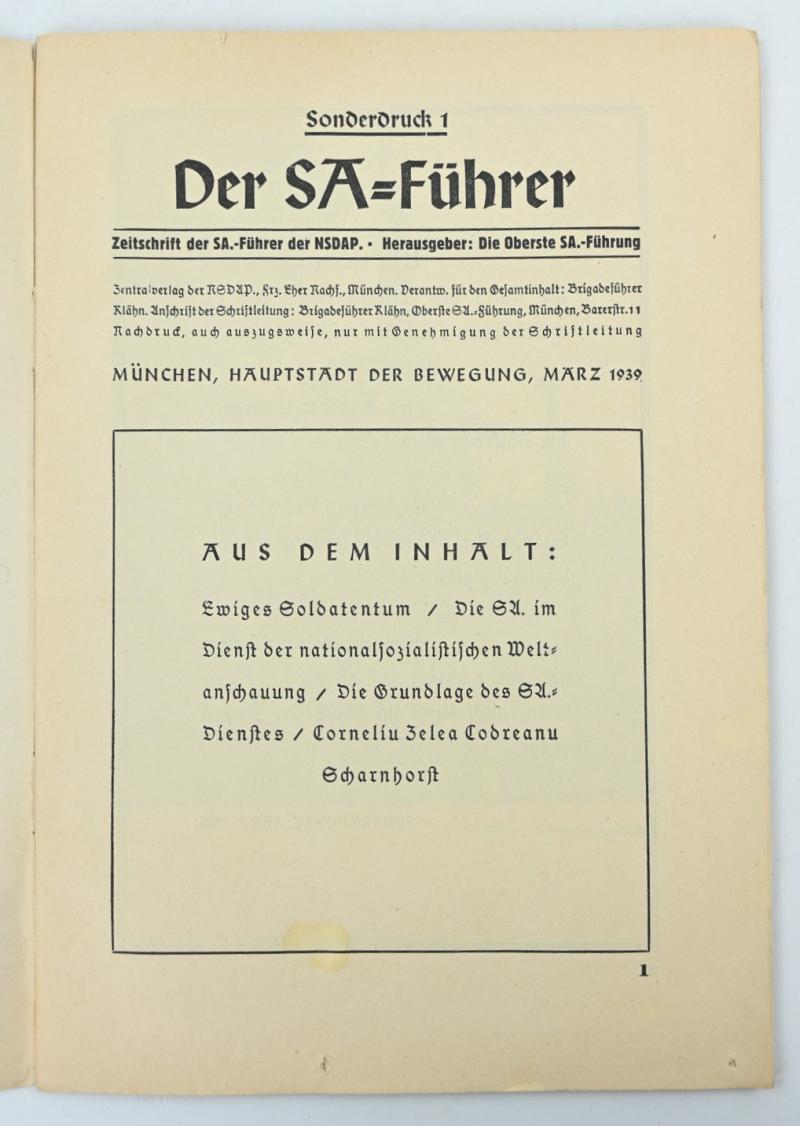 Sonderdruck 1
Der SA=Führer
Zeitschrift der SA.-Führer der NSDAP. · Herausgeber: Die Oberste SA.-Führung
Zentralverlag der NSDAP., Frz. Eher Nachf., München. Verantw. für den Gesamtinhalt: Brigadeführer
Klähn. Anschrift der Schriftleitung: Brigadeführer Klähn, Oberste SA.-Führung, München, Barerstr. 11
Nachdruck, auch auszugsweise, nur mit Genehmigung der Schriftleitung
MÜNCHEN, HAUPTSTADT DER BEWEGUNG, MÄRZ 1939
AUS DEM INHALT:
Ewiges Soldatentum / Die SA. im
Dienst der nationalsozialistischen Welt-
anschauung / Die Grundlage des SA.-
Dienstes / Corneliu Zelea Codreanu
Scharnhorst
1